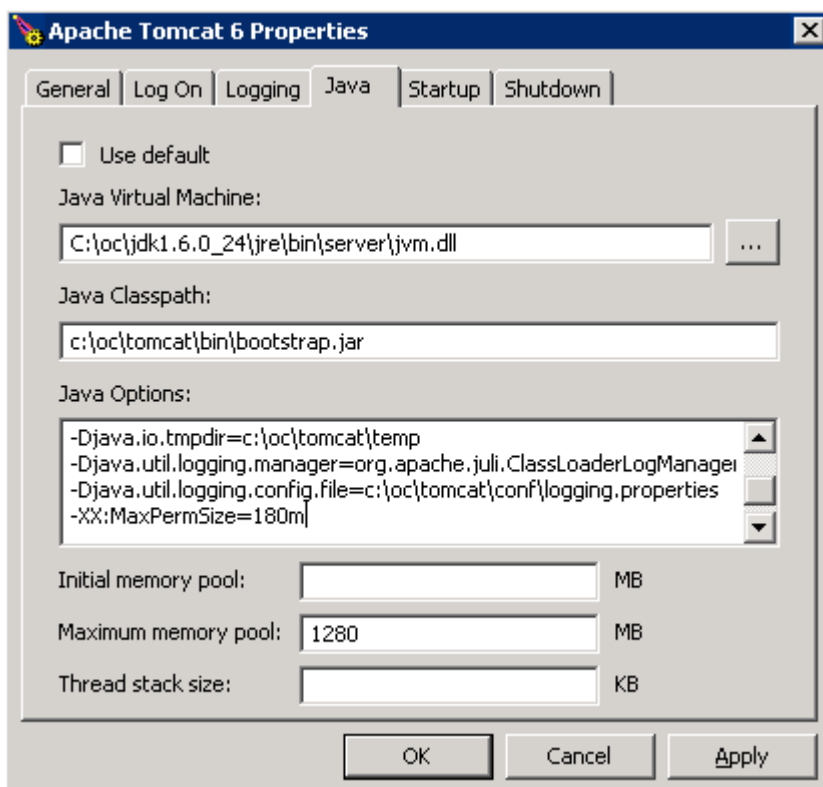 Apache Tomcat 6 Properties
General Log On Logging Java Startup Shutdown
Use default
Java Virtual Machine:
C:\oc\jdk1.6.0_24\jre\bin\server\jvm.dll ...
Java Classpath:
c:\oc\tomcat\bin\bootstrap.jar
Java Options:
-Djava.io.tmpdir=c:\oc\tomcat\temp
-Djava.util.logging.manager=org.apache.juli.ClassLoaderLogManager
-Djava.util.logging.config.file=c:\oc\tomcat\conf\logging.properties
-XX:MaxPermSize=180m
Initial memory pool: MB
Maximum memory pool: 1280 MB
Thread stack size: KB
OK Cancel Apply